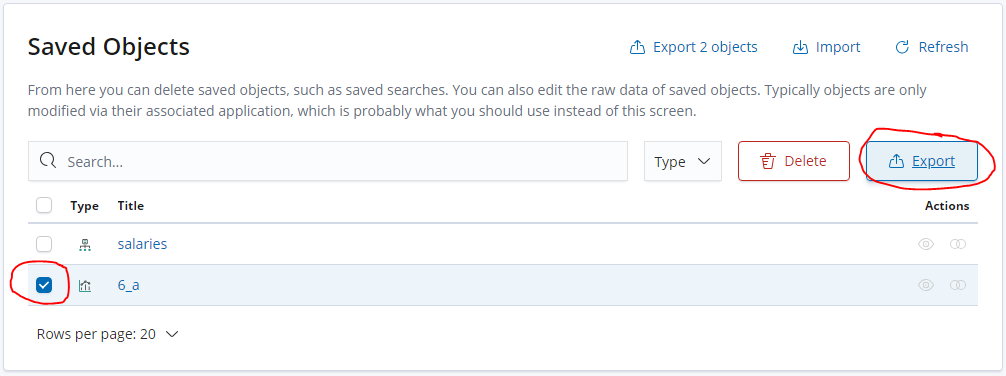 Saved Objects
Export 2 objects
Import
Refresh
From here you can delete saved objects, such as saved searches. You can also edit the raw data of saved objects. Typically objects are only
modified via their associated application, which is probably what you should use instead of this screen.
Search...
Type
Delete
Export
Type Title Actions
salaries
6_a
Rows per page: 20